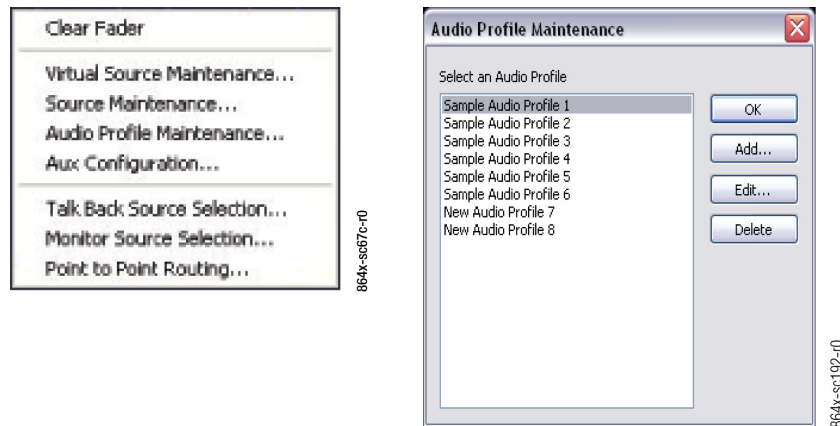 Clear Fader
Virtual Source Maintenance...
Source Maintenance...
Audio Profile Maintenance...
Aux Configuration...
Talk Back Source Selection...
Monitor Source Selection...
Point to Point Routing...
864x-sc67c-r0
Audio Profile Maintenance
Select an Audio Profile
Sample Audio Profile 1
Sample Audio Profile 2
Sample Audio Profile 3
Sample Audio Profile 4
Sample Audio Profile 5
Sample Audio Profile 6
New Audio Profile 7
New Audio Profile 8
OK
Add...
Edit...
Delete
864x-sc192-r0